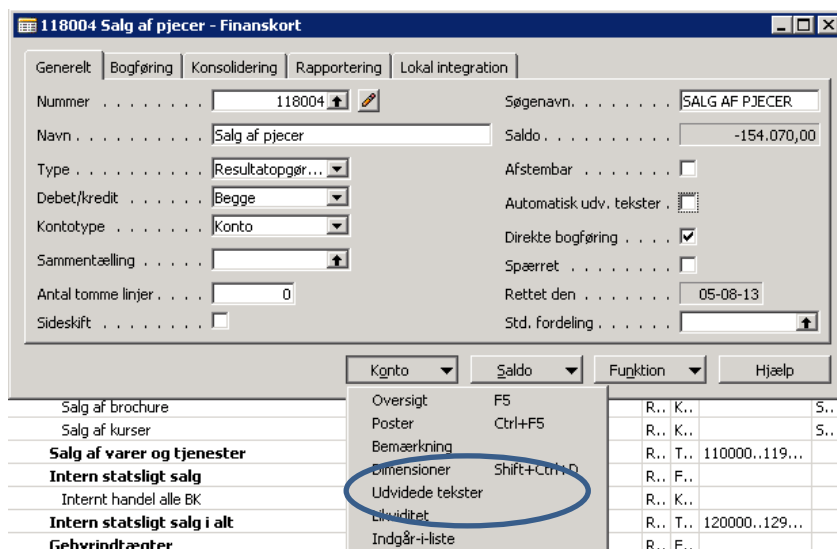 118004 Salg af pjecer - Finanskort
Generelt Bogføring Konsolidering Rapportering Lokal integration
Nummer . . . . . . . . 118004 Søgenavn. . . . . . . . SALG AF PJECER
Navn . . . . . . . . . . Salg af pjecer Saldo . . . . . . . . . . . -154.070,00
Type . . . . . . . . . . . Resultatopgør... Afstembar . . . . . . .
Debet/kredit . . . . . . Begge Automatisk udv. tekster .
Kontotype . . . . . . . Konto Direkte bogføring . . . .
Sammentælling . . . . . Spærret . . . . . . . .
Antal tomme linjer . . . . 0 Rettet den . . . . . . . 05-08-13
Sideskift . . . . . . . . Std. fordeling . . . . . .
Konto Saldo Funktion Hjælp
Oversigt F5
Poster Ctrl+F5
Bemærkning
Dimensioner Shift+Ctrl+D
Udvidede tekster
Likviditet
Indgår-i-liste
Salg af brochure R.. K.. S..
Salg af kurser R.. K.. S..
Salg af varer og tjenester R.. T.. 110000..119...
Intern statsligt salg R.. F..
Internt handel alle BK R.. K..
Intern statsligt salg i alt R.. T.. 120000..129...
Gebyrindtægter R.. F..